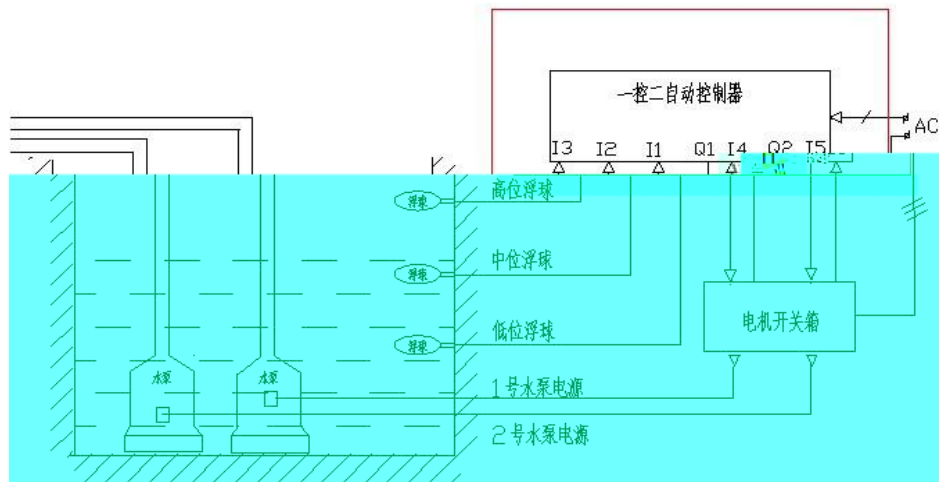 一控二自动控制器
AC
I3 I2 I1 Q1 I4 Q2 I5
高位浮球
浮球
中位浮球
浮球
低位浮球
浮球
电机开关箱
水泵 水泵
1号水泵电源
2号水泵电源